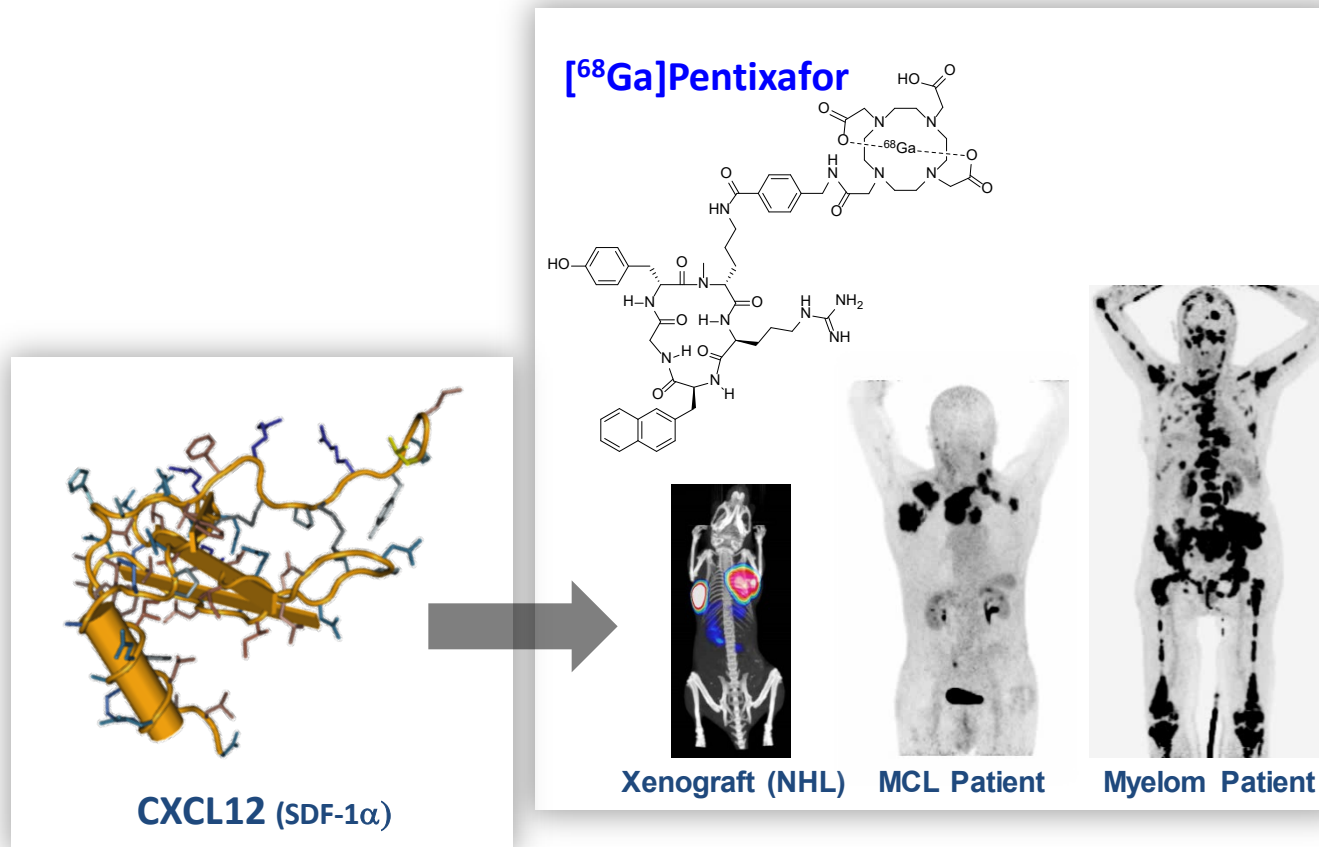 [⁶⁸Ga]Pentixafor
HO
O
O
N
N
O
⁶⁸Ga
O
N
N
O
H
N
O
O
HN
HO
O
O
N
H
N
O
O
N
H
H
N
NH₂
NH
O
N
H
O
N
H
Xenograft (NHL)
MCL Patient
Myelom Patient
CXCL12 (SDF-1α)